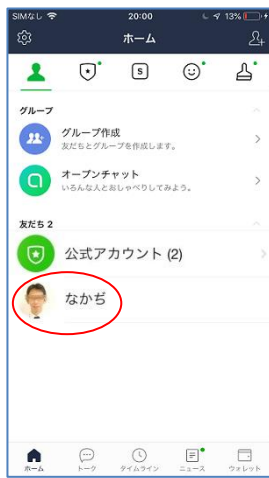 SIMなし 20:00 13%
ホーム
S
グループ
グループ作成
友だちとグループを作成します。
オープンチャット
いろんな人とおしゃべりしてみよう。
友だち 2
公式アカウント (2)
なかぢ
ホーム トーク タイムライン ニュース ウォレット